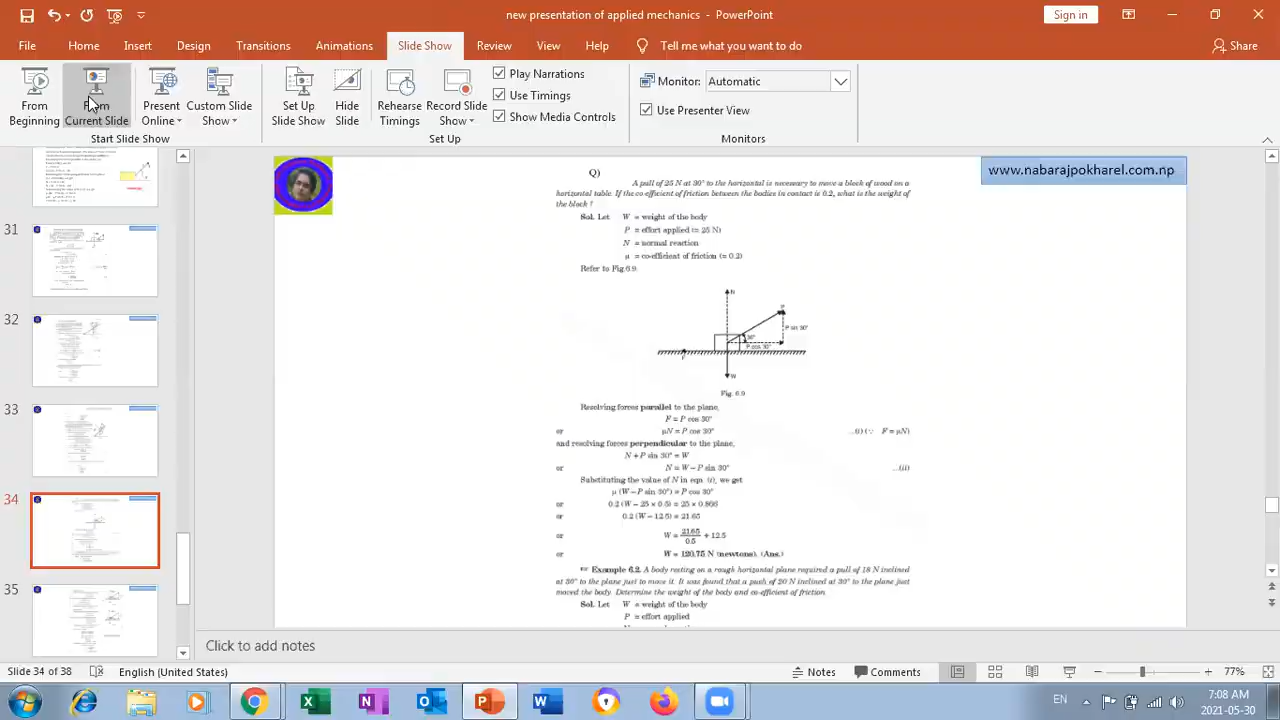 new presentation of applied mechanics - PowerPoint
Sign in
File Home Insert Design Transitions Animations Slide Show Review View Help Tell me what you want to do Share
From Beginning
From Current Slide
Present Online
Custom Slide Show
Set Up Slide Show
Hide Slide
Rehearse Timings
Record Slide Show
Play Narrations
Use Timings
Show Media Controls
Monitor: Automatic
Use Presenter View
Start Slide Show
Set Up
Monitors
31
32
33
34
35
www.nabarajpokharel.com.np
Q)
A pull of 25 N at 30° to the horizontal is necessary to move a block of wood on a
horizontal table. If the co-efficient of friction between the bodies in contact is 0.2, what is the weight of
the block ?
Sol. Let W = weight of the body
P = effort applied (= 25 N)
N = normal reaction
μ = co-efficient of friction (= 0.2)
Refer to Fig.6.9.
N
P
P sin 30°
30°
P cos 30°
F
W
Fig. 6.9
Resolving forces parallel to the plane,
F = P cos 30°
or μN = P cos 30° ...(i) (∵ F = μN)
and resolving forces perpendicular to the plane,
N + P sin 30° = W
or N = W – P sin 30° ...(ii)
Substituting the value of N in eqn. (i), we get
μ (W – P sin 30°) = P cos 30°
or 0.2 (W – 25 × 0.5) = 25 × 0.866
or 0.2 (W – 12.5) = 21.65
or W = 21.65 / 0.5 + 12.5
or W = 120.75 N (newtons). (Ans.)
Example 6.2. A body resting on a rough horizontal plane required a pull of 18 N inclined
at 30° to the plane just to move it. It was found that a push of 20 N inclined at 30° to the plane just
moved the body. Determine the weight of the body and co-efficient of friction.
Sol. Let W = weight of the body
P = effort applied
Click to add notes
Slide 34 of 38
English (United States)
Notes
Comments
77%
EN
7:08 AM
2021-05-30